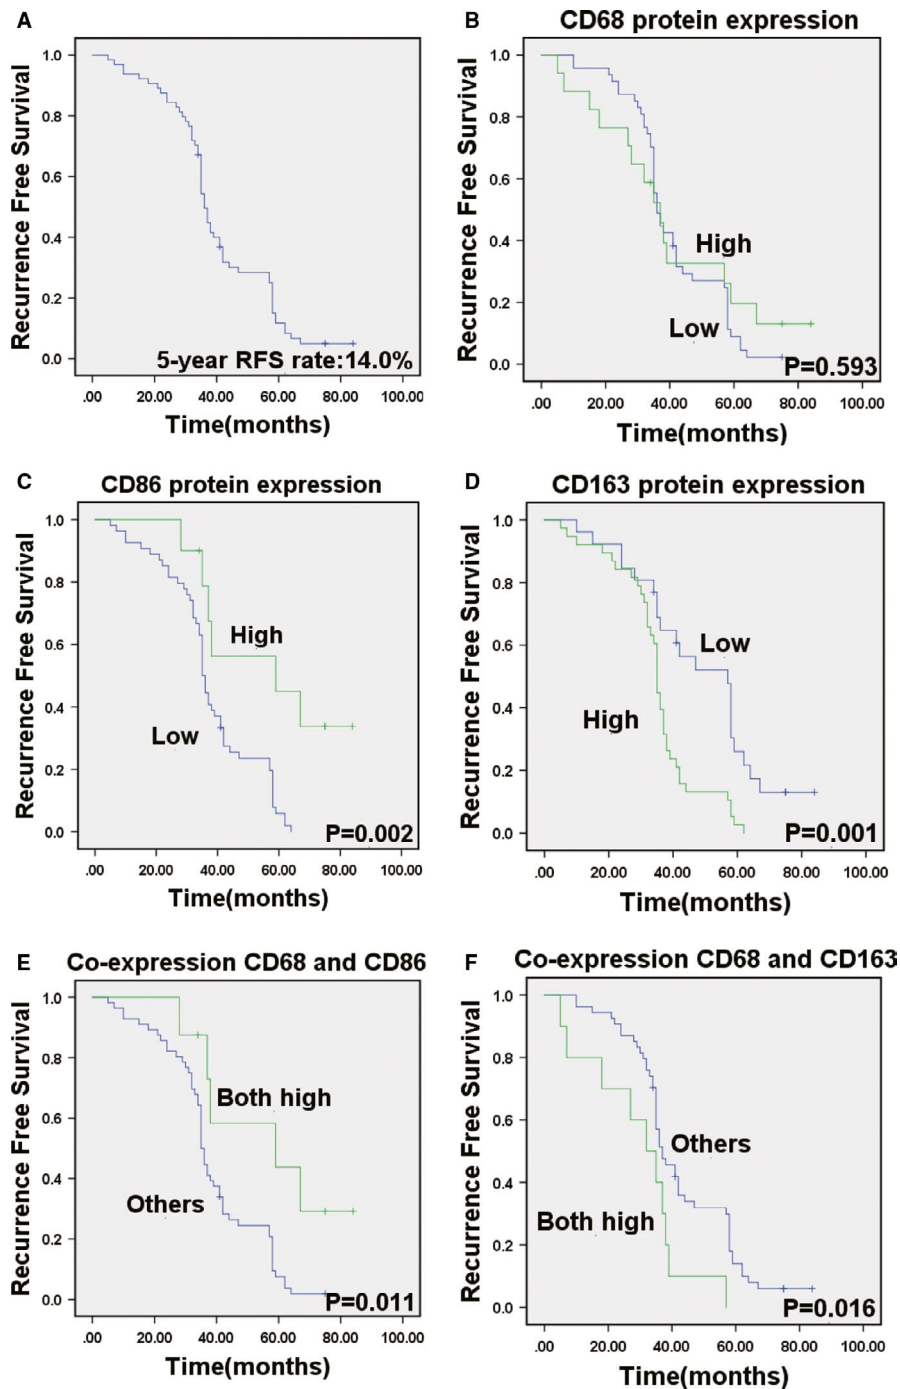 A
Recurrence Free Survival
1.0
0.8
0.6
0.4
0.2
0.0
5-year RFS rate:14.0%
.00 20.00 40.00 60.00 80.00 100.00
Time(months)
B
CD68 protein expression
Recurrence Free Survival
1.0
0.8
0.6
0.4
0.2
0.0
High
Low
P=0.593
.00 20.00 40.00 60.00 80.00 100.00
Time(months)
C
CD86 protein expression
Recurrence Free Survival
1.0
0.8
0.6
0.4
0.2
0.0
High
Low
P=0.002
.00 20.00 40.00 60.00 80.00 100.00
Time(months)
D
CD163 protein expression
Recurrence Free Survival
1.0
0.8
0.6
0.4
0.2
0.0
Low
High
P=0.001
.00 20.00 40.00 60.00 80.00 100.00
Time(months)
E
Co-expression CD68 and CD86
Recurrence Free Survival
1.0
0.8
0.6
0.4
0.2
0.0
Both high
Others
P=0.011
.00 20.00 40.00 60.00 80.00 100.00
Time(months)
F
Co-expression CD68 and CD163
Recurrence Free Survival
1.0
0.8
0.6
0.4
0.2
0.0
Others
Both high
P=0.016
.00 20.00 40.00 60.00 80.00 100.00
Time(months)